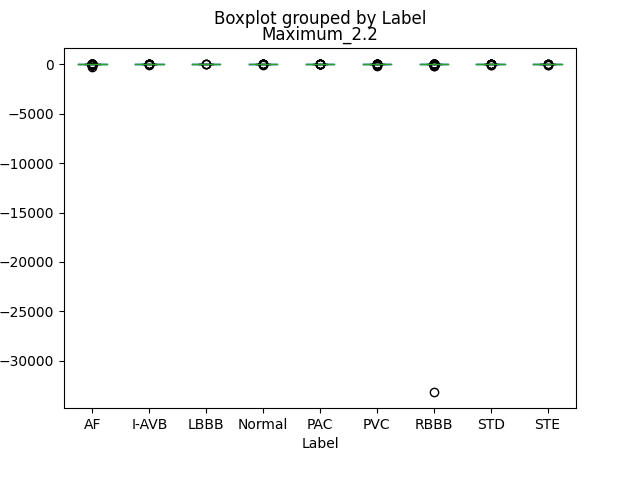 Boxplot grouped by Label
Maximum_2.2
0
−5000
−10000
−15000
−20000
−25000
−30000
AF I-AVB LBBB Normal PAC PVC RBBB STD STE
Label